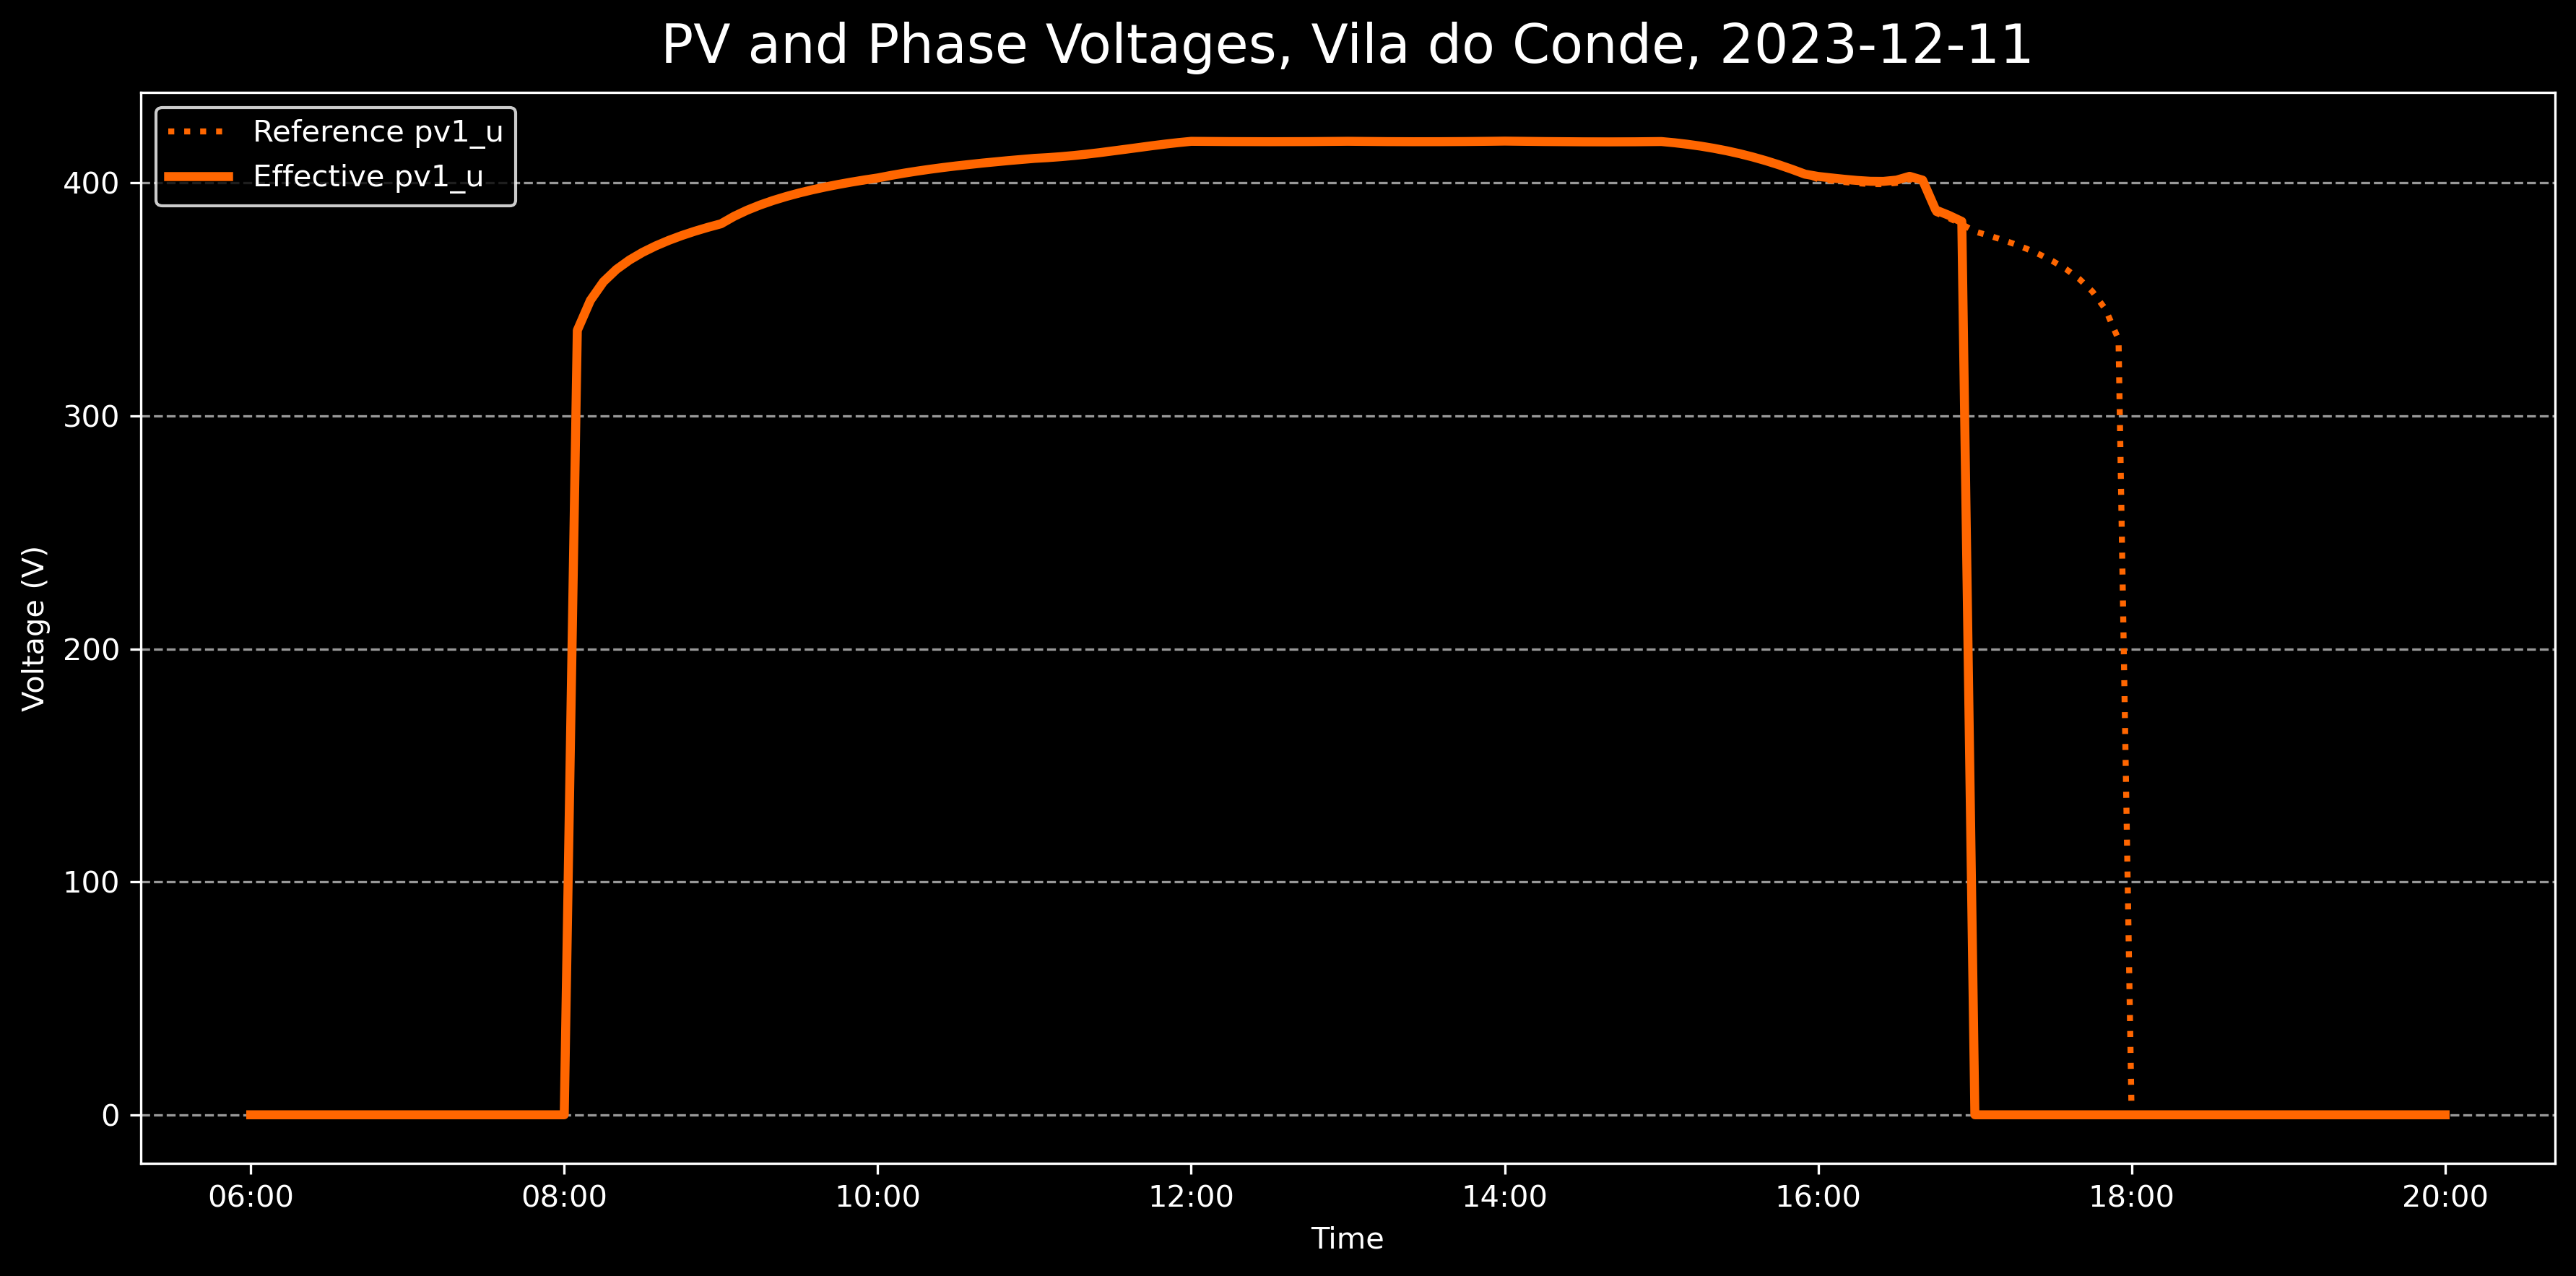 PV and Phase Voltages, Vila do Conde, 2023-12-11
Reference pv1_u
Effective pv1_u
400
300
200
100
0
Voltage (V)
06:00 08:00 10:00 12:00 14:00 16:00 18:00 20:00
Time